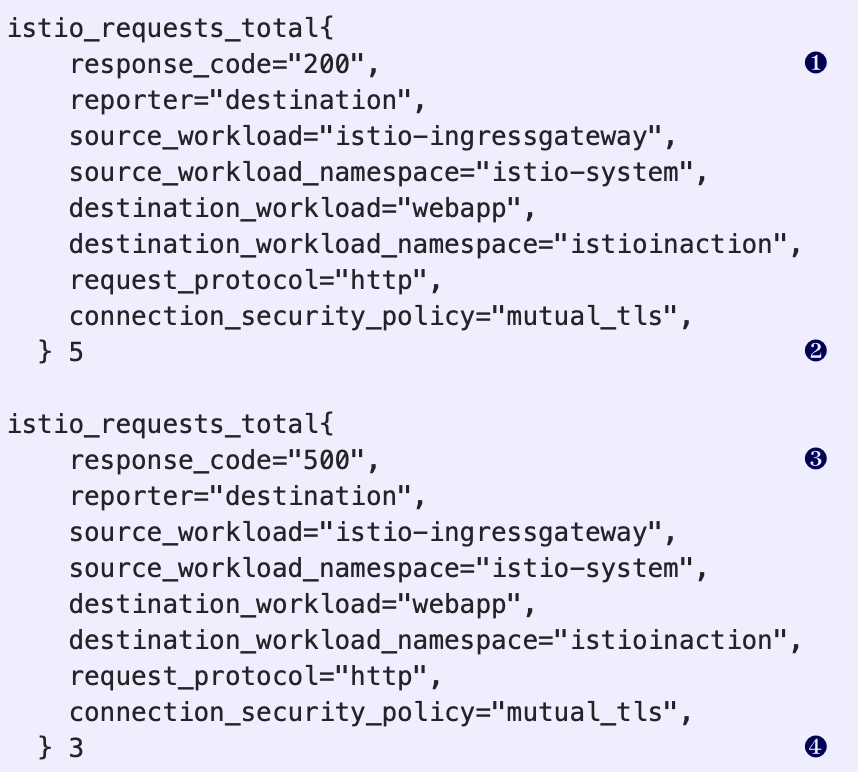 istio_requests_total{
    response_code="200", ❶
    reporter="destination",
    source_workload="istio-ingressgateway",
    source_workload_namespace="istio-system",
    destination_workload="webapp",
    destination_workload_namespace="istioinaction",
    request_protocol="http",
    connection_security_policy="mutual_tls",
  } 5 ❷

istio_requests_total{
    response_code="500", ❸
    reporter="destination",
    source_workload="istio-ingressgateway",
    source_workload_namespace="istio-system",
    destination_workload="webapp",
    destination_workload_namespace="istioinaction",
    request_protocol="http",
    connection_security_policy="mutual_tls",
  } 3 ❹